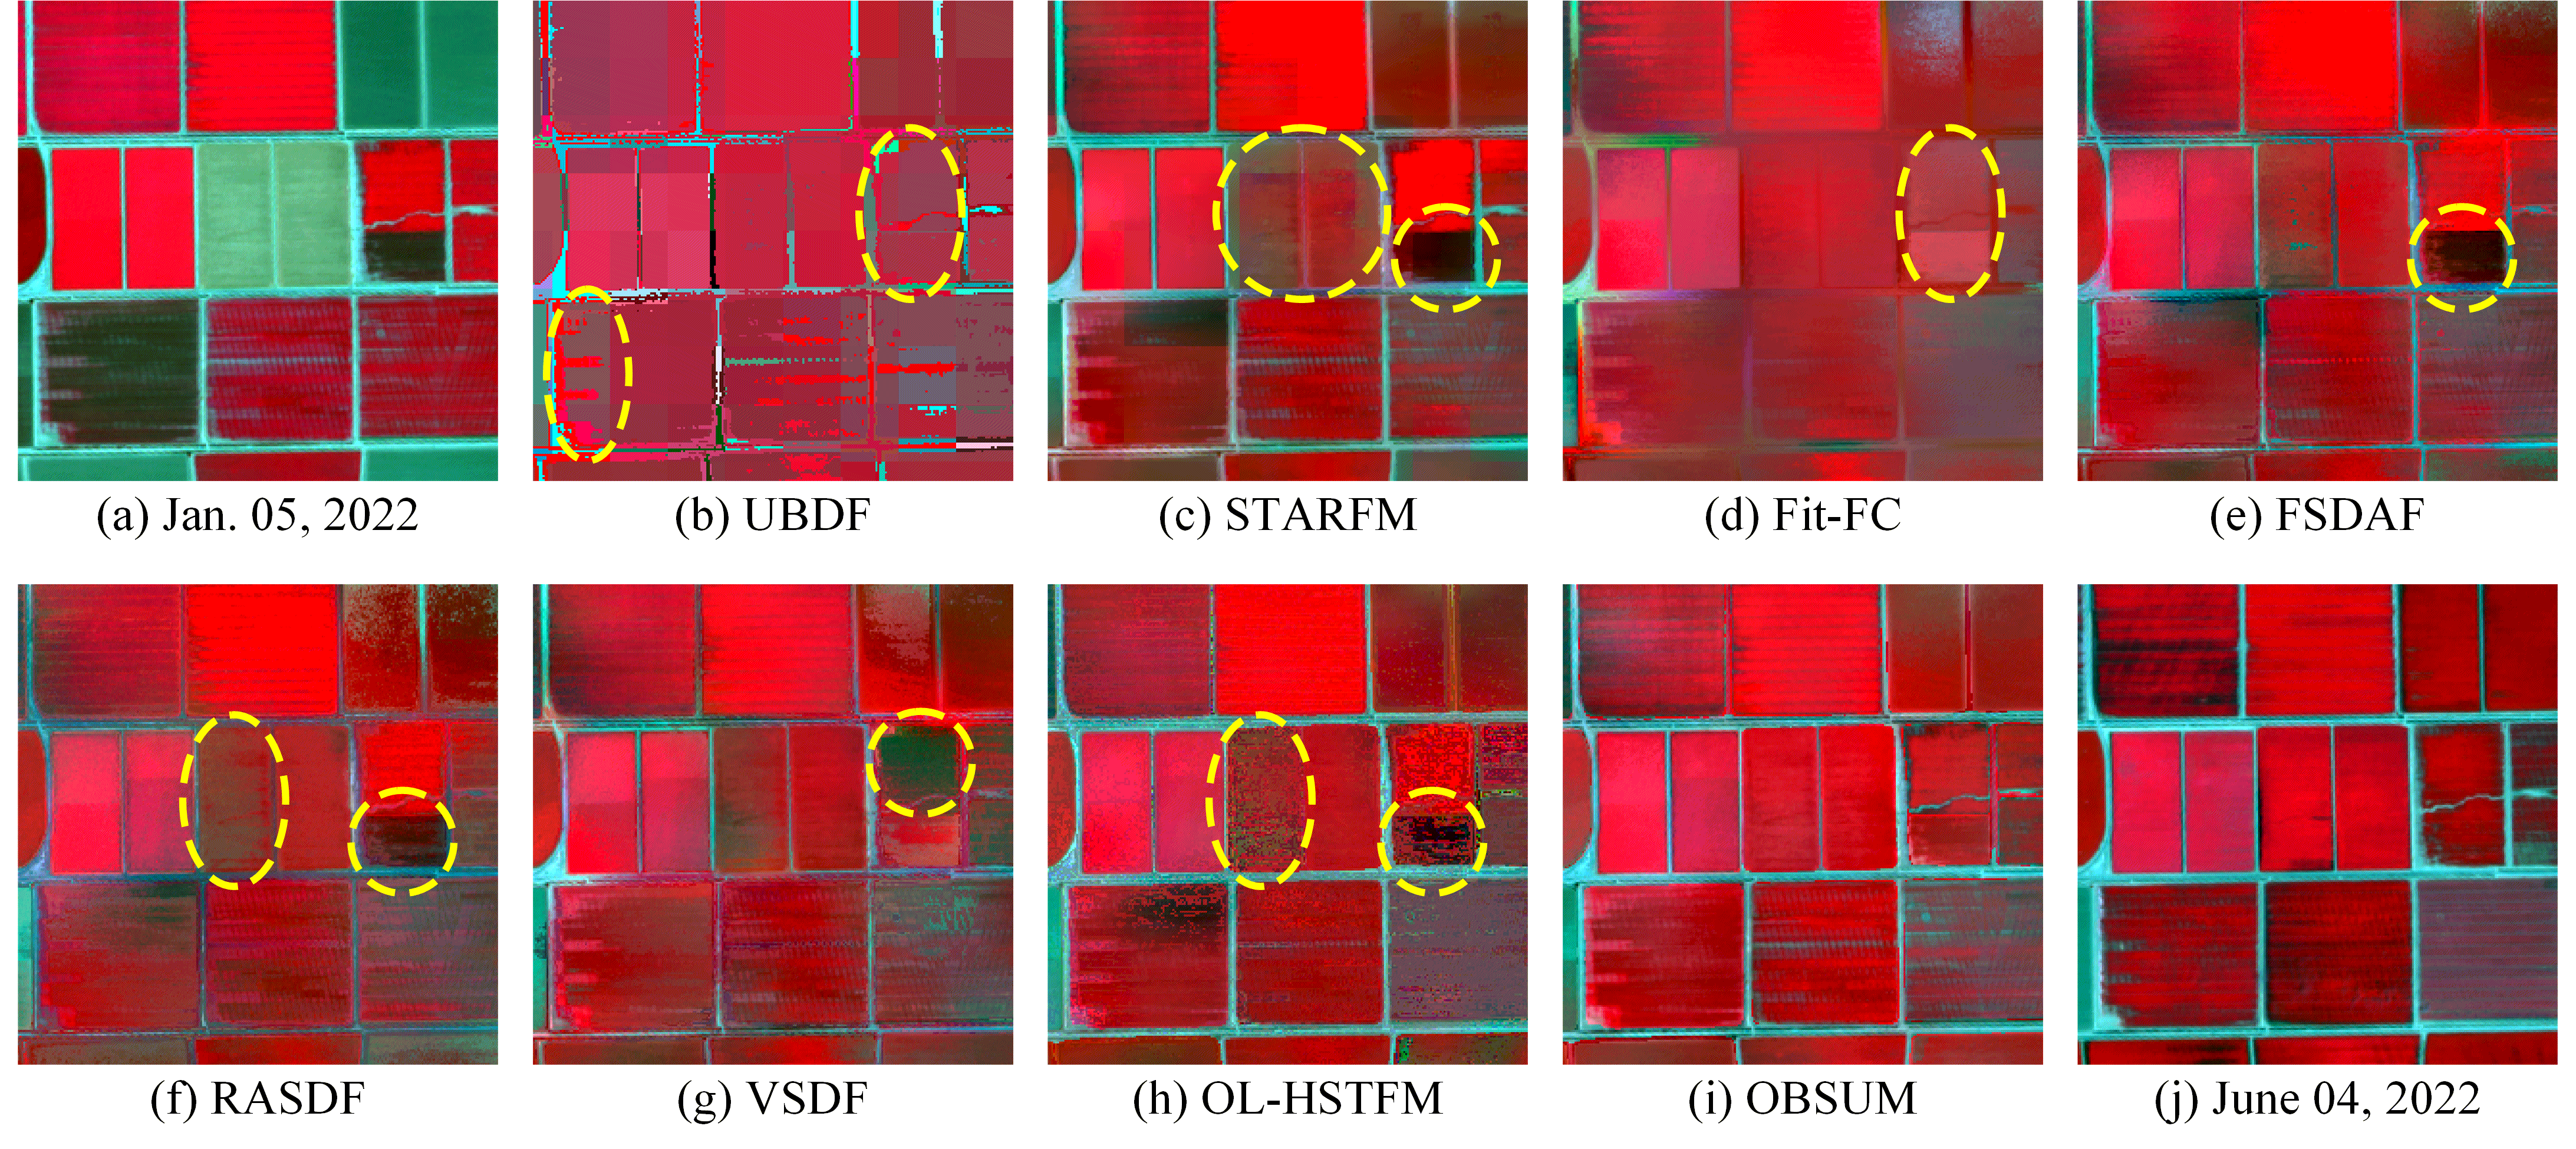 (a) Jan. 05, 2022
(b) UBDF
(c) STARFM
(d) Fit-FC
(e) FSDAF
(f) RASDF
(g) VSDF
(h) OL-HSTFM
(i) OBSUM
(j) June 04, 2022